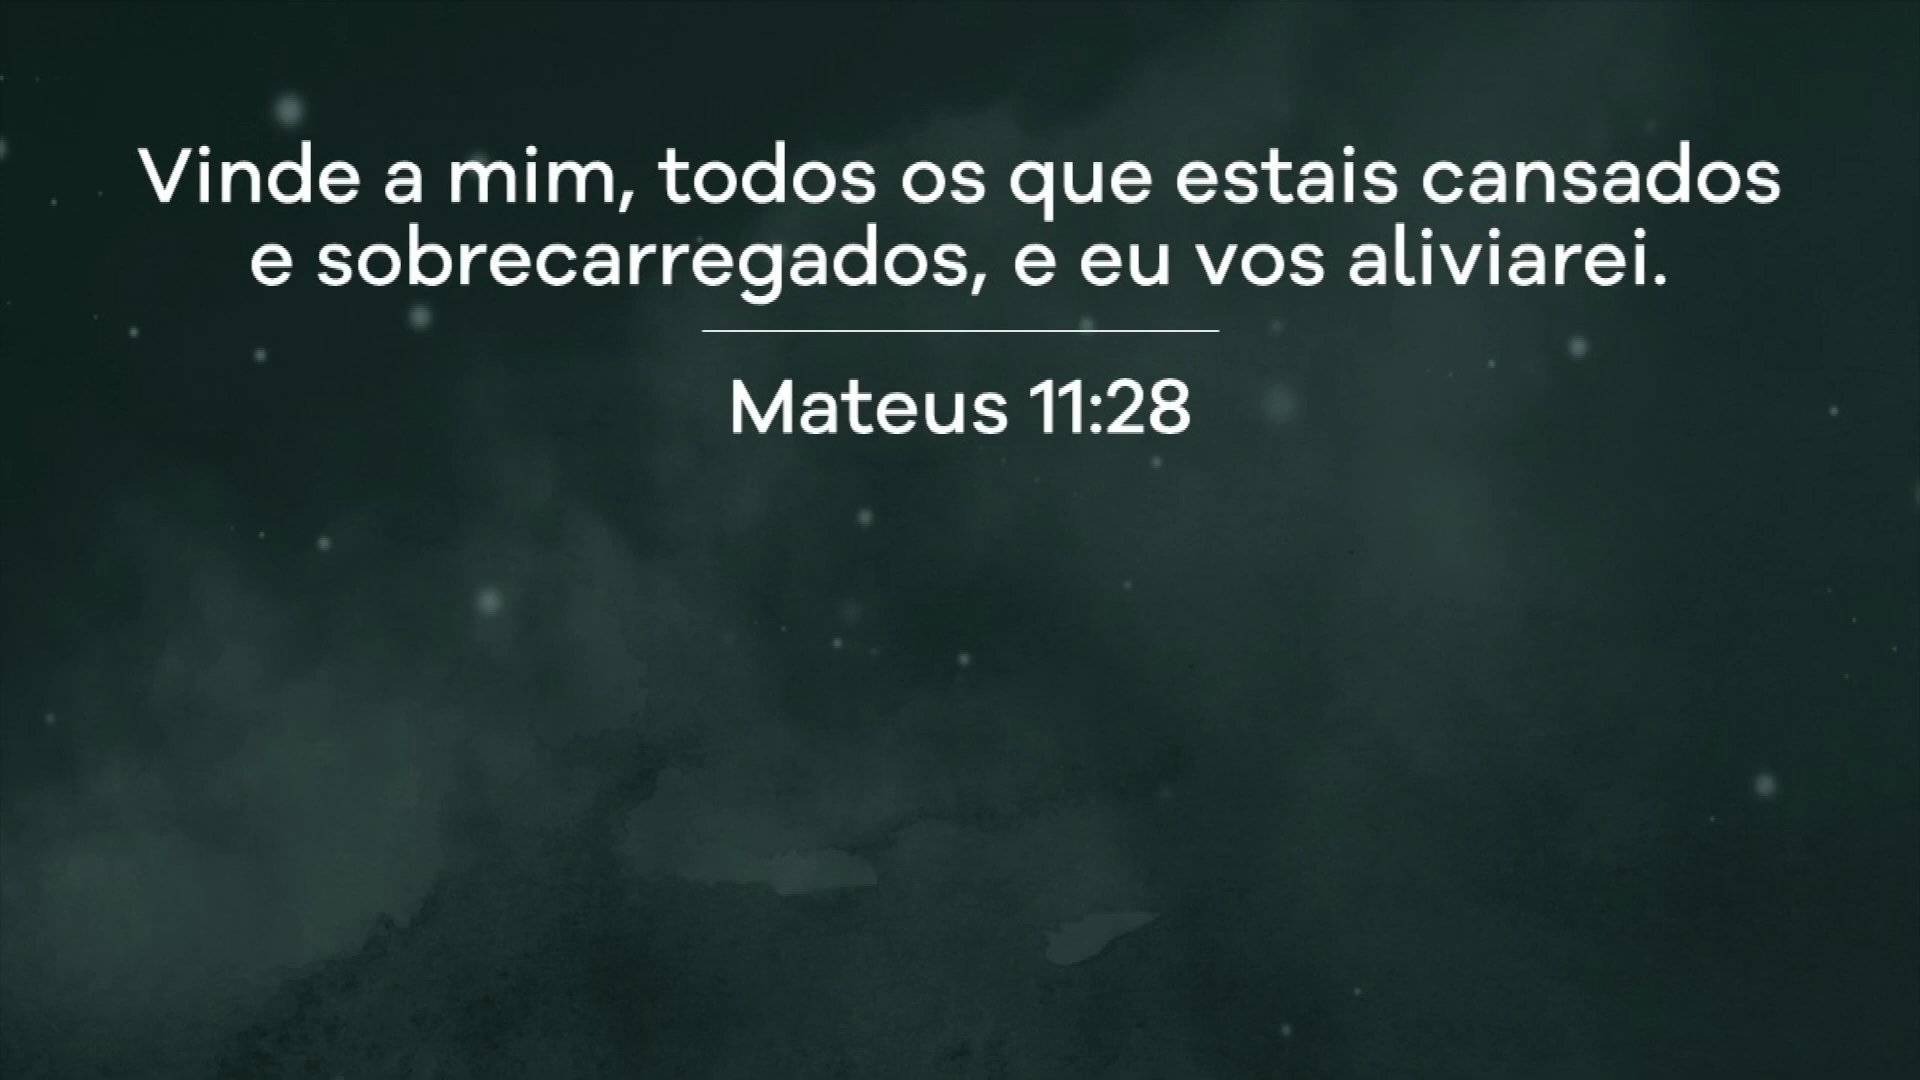 Vinde a mim, todos os que estais cansados
e sobrecarregados, e eu vos aliviarei.
Mateus 11:28